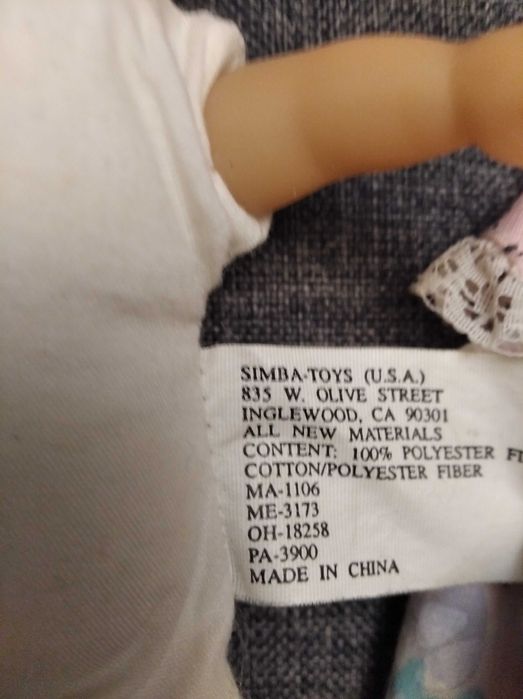 SIMBA-TOYS (U.S.A.)
835 W. OLIVE STREET
INGLEWOOD, CA 90301
ALL NEW MATERIALS
CONTENT: 100% POLYESTER
COTTON/POLYESTER FIBER
MA-1106
ME-3173
OH-18258
PA-3900
MADE IN CHINA